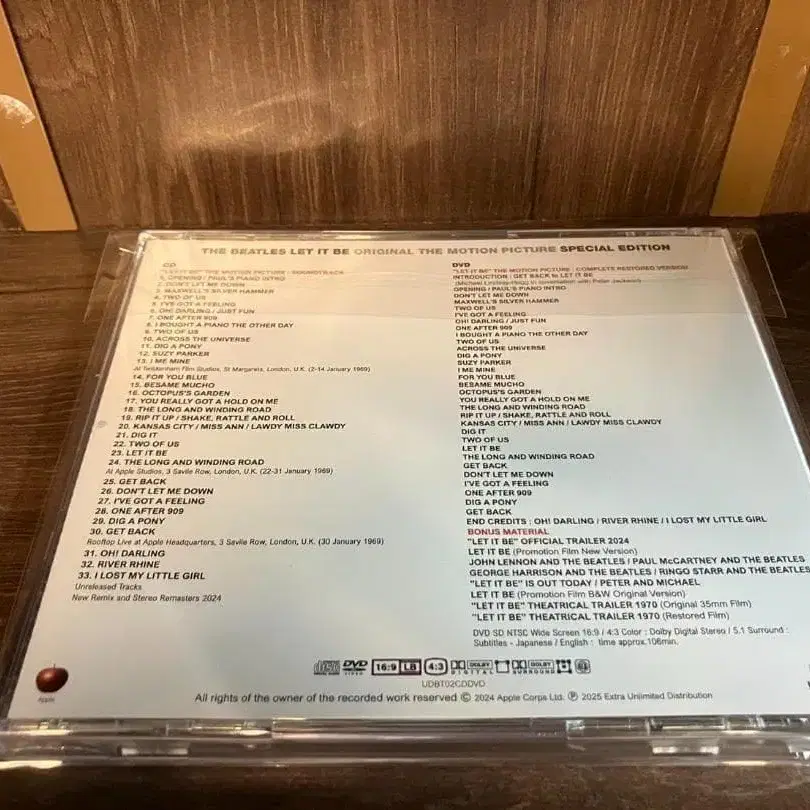 THE BEATLES LET IT BE ORIGINAL THE MOTION PICTURE SPECIAL EDITION
CD
"LET IT BE" THE MOTION PICTURE : SOUNDTRACK
1. OPENING / PAUL'S PIANO INTRO
2. DON'T LET ME DOWN
3. MAXWELL'S SILVER HAMMER
4. TWO OF US
5. I'VE GOT A FEELING
6. OH! DARLING / JUST FUN
7. ONE AFTER 909
8. I BOUGHT A PIANO THE OTHER DAY
9. TWO OF US
10. ACROSS THE UNIVERSE
11. DIG A PONY
12. SUZY PARKER
13. I ME MINE
At Twickenham Film Studios, St Margarets, London, U.K. (2-14 January 1969)
14. FOR YOU BLUE
15. BESAME MUCHO
16. OCTOPUS'S GARDEN
17. YOU REALLY GOT A HOLD ON ME
18. THE LONG AND WINDING ROAD
19. RIP IT UP / SHAKE, RATTLE AND ROLL
20. KANSAS CITY / MISS ANN / LAWDY MISS CLAWDY
21. DIG IT
22. TWO OF US
23. LET IT BE
24. THE LONG AND WINDING ROAD
At Apple Studios, 3 Savile Row, London, U.K. (22-31 January 1969)
25. GET BACK
26. DON'T LET ME DOWN
27. I'VE GOT A FEELING
28. ONE AFTER 909
29. DIG A PONY
30. GET BACK
Rooftop Live at Apple Headquarters, 3 Savile Row, London, U.K. (30 January 1969)
31. OH! DARLING
32. RIVER RHINE
33. I LOST MY LITTLE GIRL
Unreleased Tracks
New Remix and Stereo Remasters 2024
DVD
"LET IT BE" THE MOTION PICTURE : COMPLETE RESTORED VERSION
INTRODUCTION : GET BACK to LET IT BE
(Michael Lindsay-Hogg in conversation with Peter Jackson)
OPENING / PAUL'S PIANO INTRO
DON'T LET ME DOWN
MAXWELL'S SILVER HAMMER
TWO OF US
I'VE GOT A FEELING
OH! DARLING / JUST FUN
ONE AFTER 909
I BOUGHT A PIANO THE OTHER DAY
TWO OF US
ACROSS THE UNIVERSE
DIG A PONY
SUZY PARKER
I ME MINE
FOR YOU BLUE
BESAME MUCHO
OCTOPUS'S GARDEN
YOU REALLY GOT A HOLD ON ME
THE LONG AND WINDING ROAD
RIP IT UP / SHAKE, RATTLE AND ROLL
KANSAS CITY / MISS ANN / LAWDY MISS CLAWDY
DIG IT
TWO OF US
LET IT BE
THE LONG AND WINDING ROAD
GET BACK
DON'T LET ME DOWN
I'VE GOT A FEELING
ONE AFTER 909
DIG A PONY
GET BACK
END CREDITS : OH! DARLING / RIVER RHINE / I LOST MY LITTLE GIRL
BONUS MATERIAL
"LET IT BE" OFFICIAL TRAILER 2024
LET IT BE (Promotion Film New Version)
JOHN LENNON AND THE BEATLES / PAUL McCARTNEY AND THE BEATLES
GEORGE HARRISON AND THE BEATLES / RINGO STARR AND THE BEATLES
"LET IT BE" IS OUT TODAY / PETER AND MICHAEL
LET IT BE (Promotion Film B&W Original Version)
"LET IT BE" THEATRICAL TRAILER 1970 (Original 35mm Film)
"LET IT BE" THEATRICAL TRAILER 1970 (Restored Film)
DVD SD NTSC Wide Screen 16:9 / 4:3 Color : Dolby Digital Stereo / 5.1 Surround :
Subtitles - Japanese / English : time approx.106min.
DVD VIDEO 16:9 LB 4:3 DOLBY DIGITAL DOLBY SURROUND
UDBT02CDDVD
All rights of the owner of the recorded work reserved © 2024 Apple Corps Ltd. ℗ 2025 Extra Unlimited Distribution
Apple